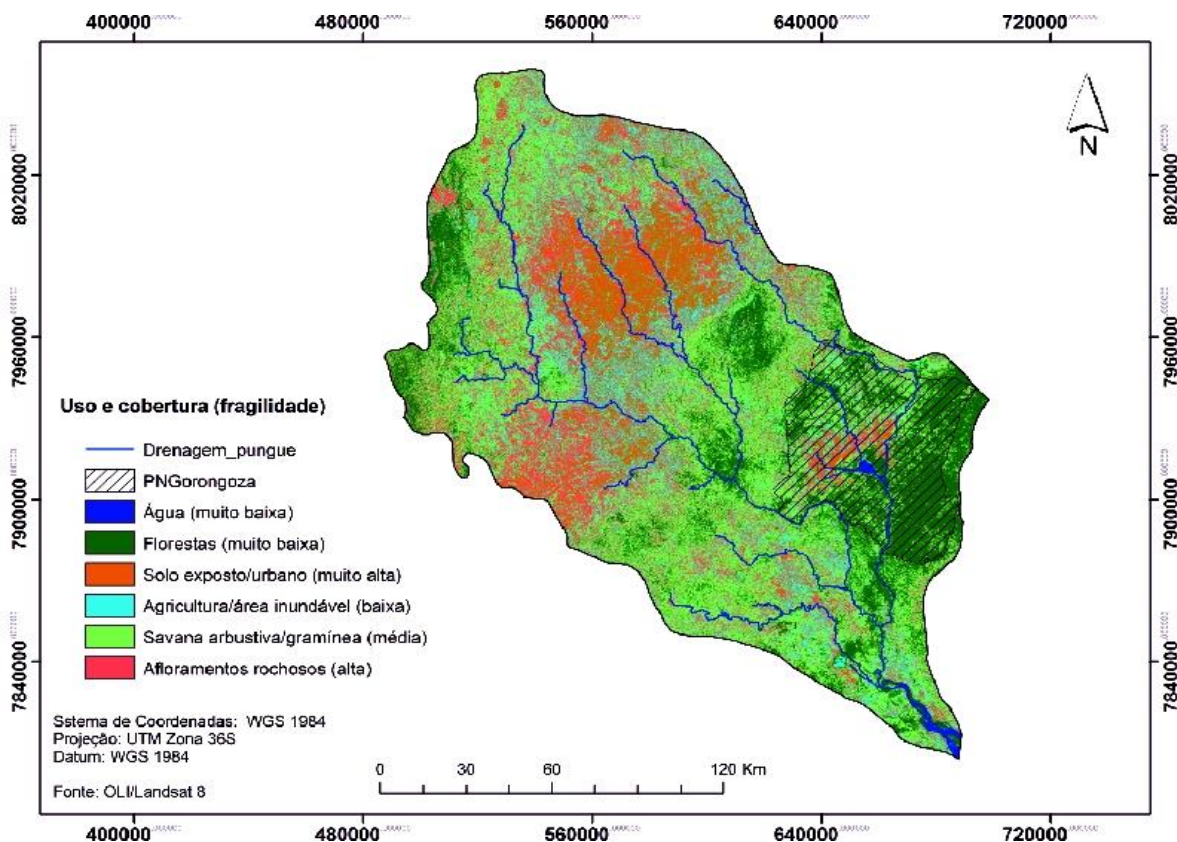 400000 480000 560000 640000 720000
8020000 8020000
7960000 7960000
7900000 7900000
7840000 7840000
N
Uso e cobertura (fragilidade)
Drenagem_pungue
PNGorongoza
Água (muito baixa)
Florestas (muito baixa)
Solo exposto/urbano (muito alta)
Agricultura/área inundável (baixa)
Savana arbustiva/gramínea (média)
Afloramentos rochosos (alta)
Sstema de Coordenadas: WGS 1984
Projeção: UTM Zona 36S
Datum: WGS 1984
Fonte: OLI/Landsat 8
0 30 60 120 Km
400000 480000 560000 640000 720000